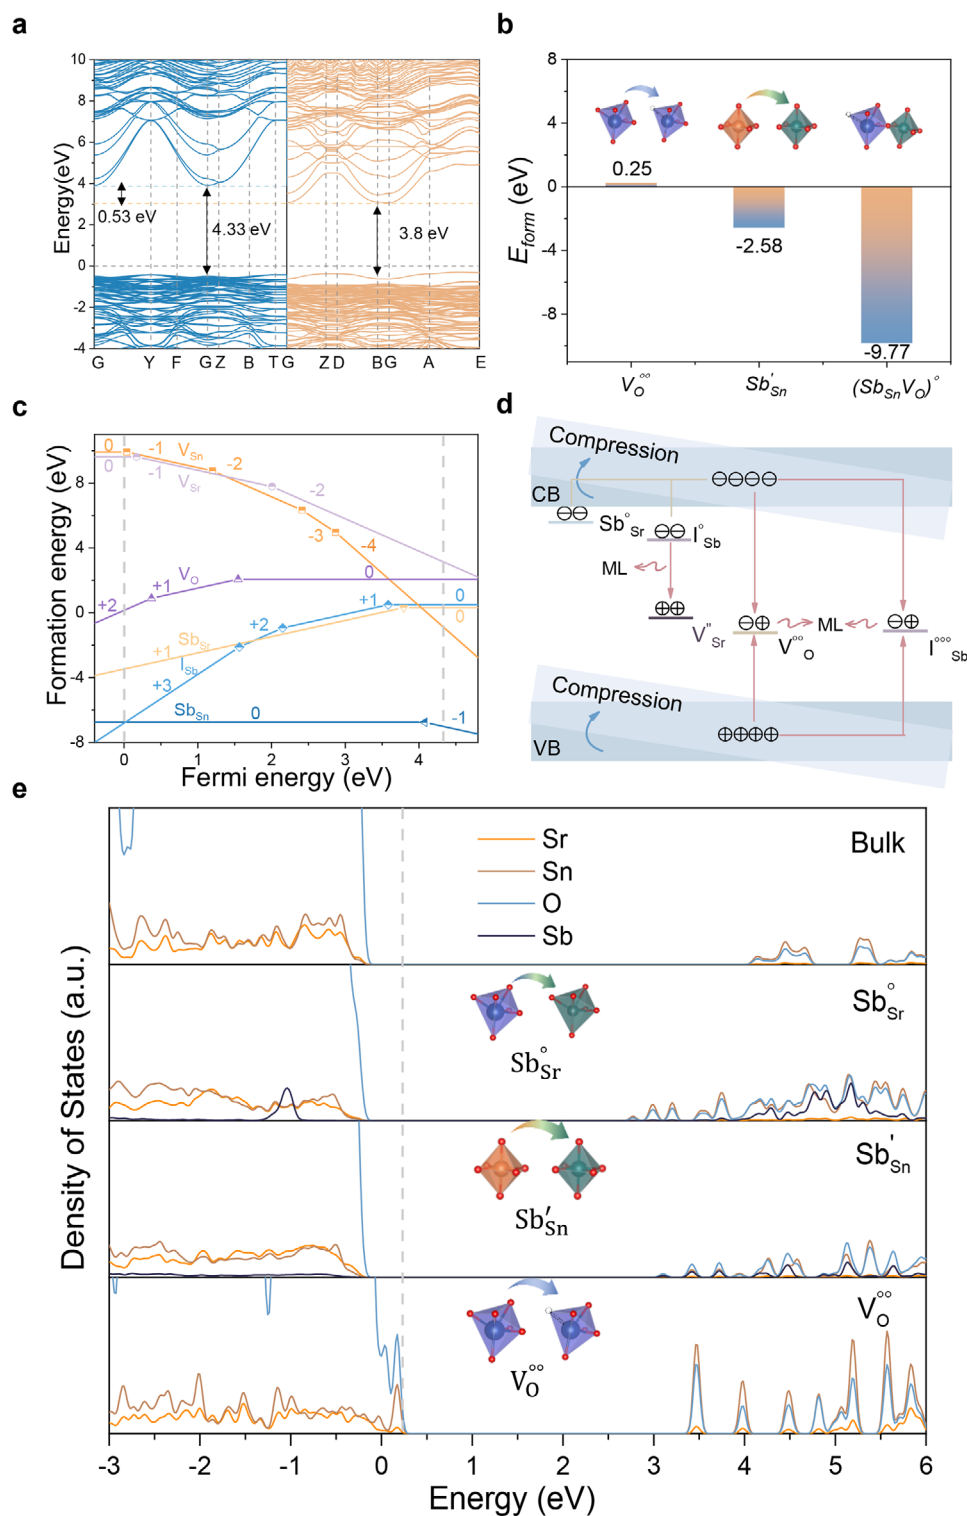 a
10
8
6
4
2
0
-2
-4
Energy(eV)
0.53 eV
4.33 eV
3.8 eV
G Y F G Z B T G Z D B G A E
b
8
4
0
-4
-8
E_form (eV)
0.25
-2.58
-9.77
V_O^°°
Sb'_Sn
(Sb_Sn V_O)^°
c
8
4
0
-4
-8
Formation energy (eV)
0 -1 V_Sn -2 -3 -4
0 -1 V_Sr -2
+2 +1 V_O 0
+1 Sb_Sr 0
+3 I_Sb +2 +1 0
Sb_Sn 0 -1
0 1 2 3 4
Fermi energy (eV)
d
Compression
CB
Sb°_Sr
I°_Sb
ML
V''_Sr
V°°_O
ML
I°°°_Sb
Compression
VB
e
Density of States (a.u.)
Sr
Sn
O
Sb
Bulk
Sb°_Sr
Sb°_Sr
Sb'_Sn
Sb'_Sn
V_O^°°
V_O^°°
-3 -2 -1 0 1 2 3 4 5 6
Energy (eV)